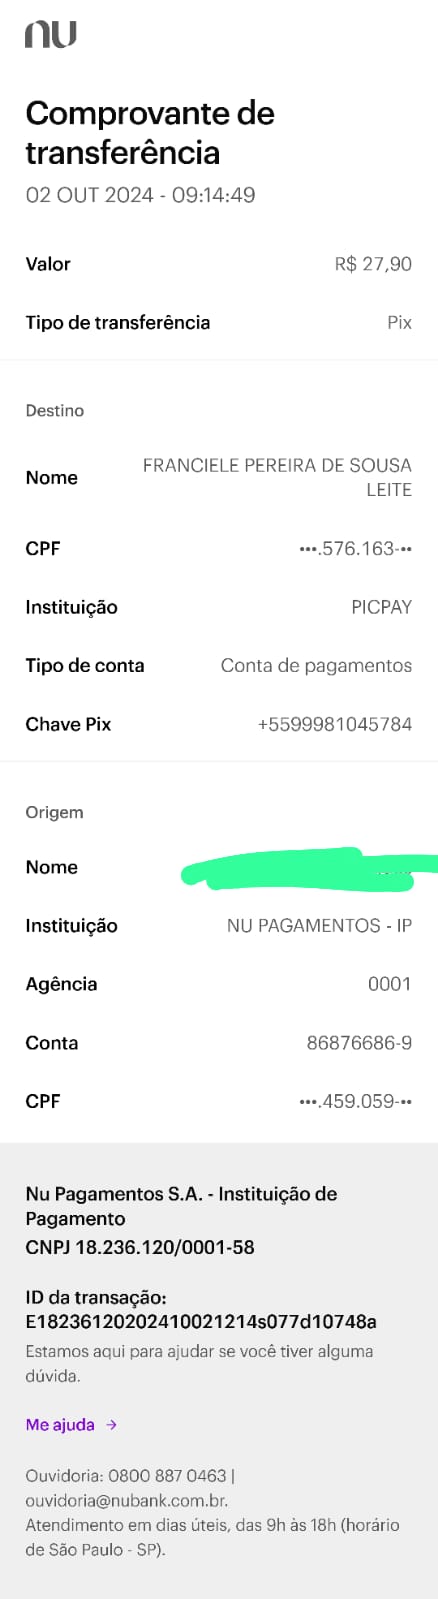 nu
Comprovante de
transferência
02 OUT 2024 - 09:14:49
Valor R$ 27,90
Tipo de transferência Pix
Destino
Nome FRANCIELE PEREIRA DE SOUSA
LEITE
CPF •••.576.163-••
Instituição PICPAY
Tipo de conta Conta de pagamentos
Chave Pix +5599981045784
Origem
Nome
Instituição NU PAGAMENTOS - IP
Agência 0001
Conta 86876686-9
CPF •••.459.059-••
Nu Pagamentos S.A. - Instituição de
Pagamento
CNPJ 18.236.120/0001-58
ID da transação:
E18236120202410021214s077d10748a
Estamos aqui para ajudar se você tiver alguma
dúvida.
Me ajuda →
Ouvidoria: 0800 887 0463 |
ouvidoria@nubank.com.br.
Atendimento em dias úteis, das 9h às 18h (horário
de São Paulo - SP).